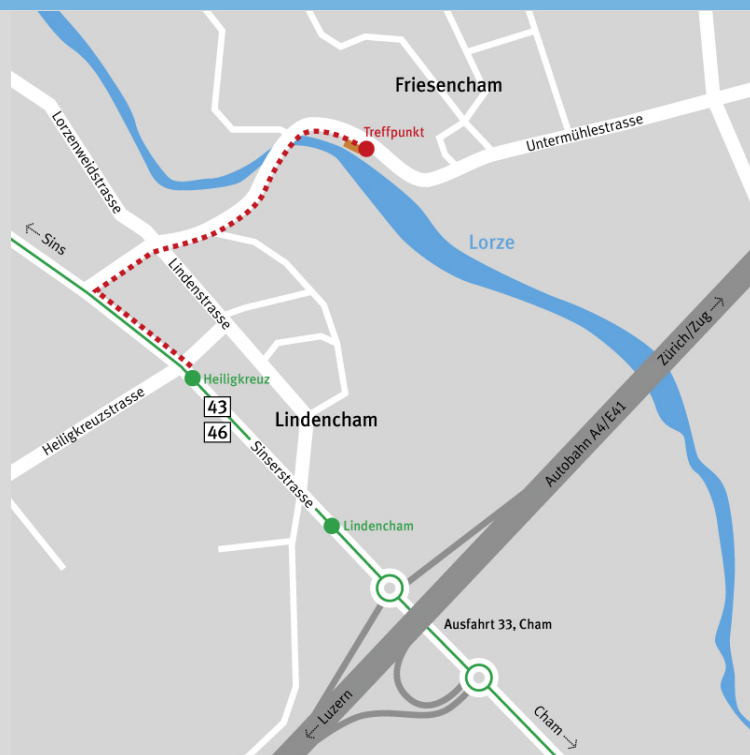 Friesencham
Treffpunkt
Untermühlestrasse
Lorzenweidstrasse
Sins
Lorze
Lindenstrasse
Zürich/Zug
Heiligkreuz
43
46
Heiligkreuzstrasse
Lindencham
Sinserstrasse
Autobahn A4/E41
Lindencham
Ausfahrt 33, Cham
Luzern
Cham